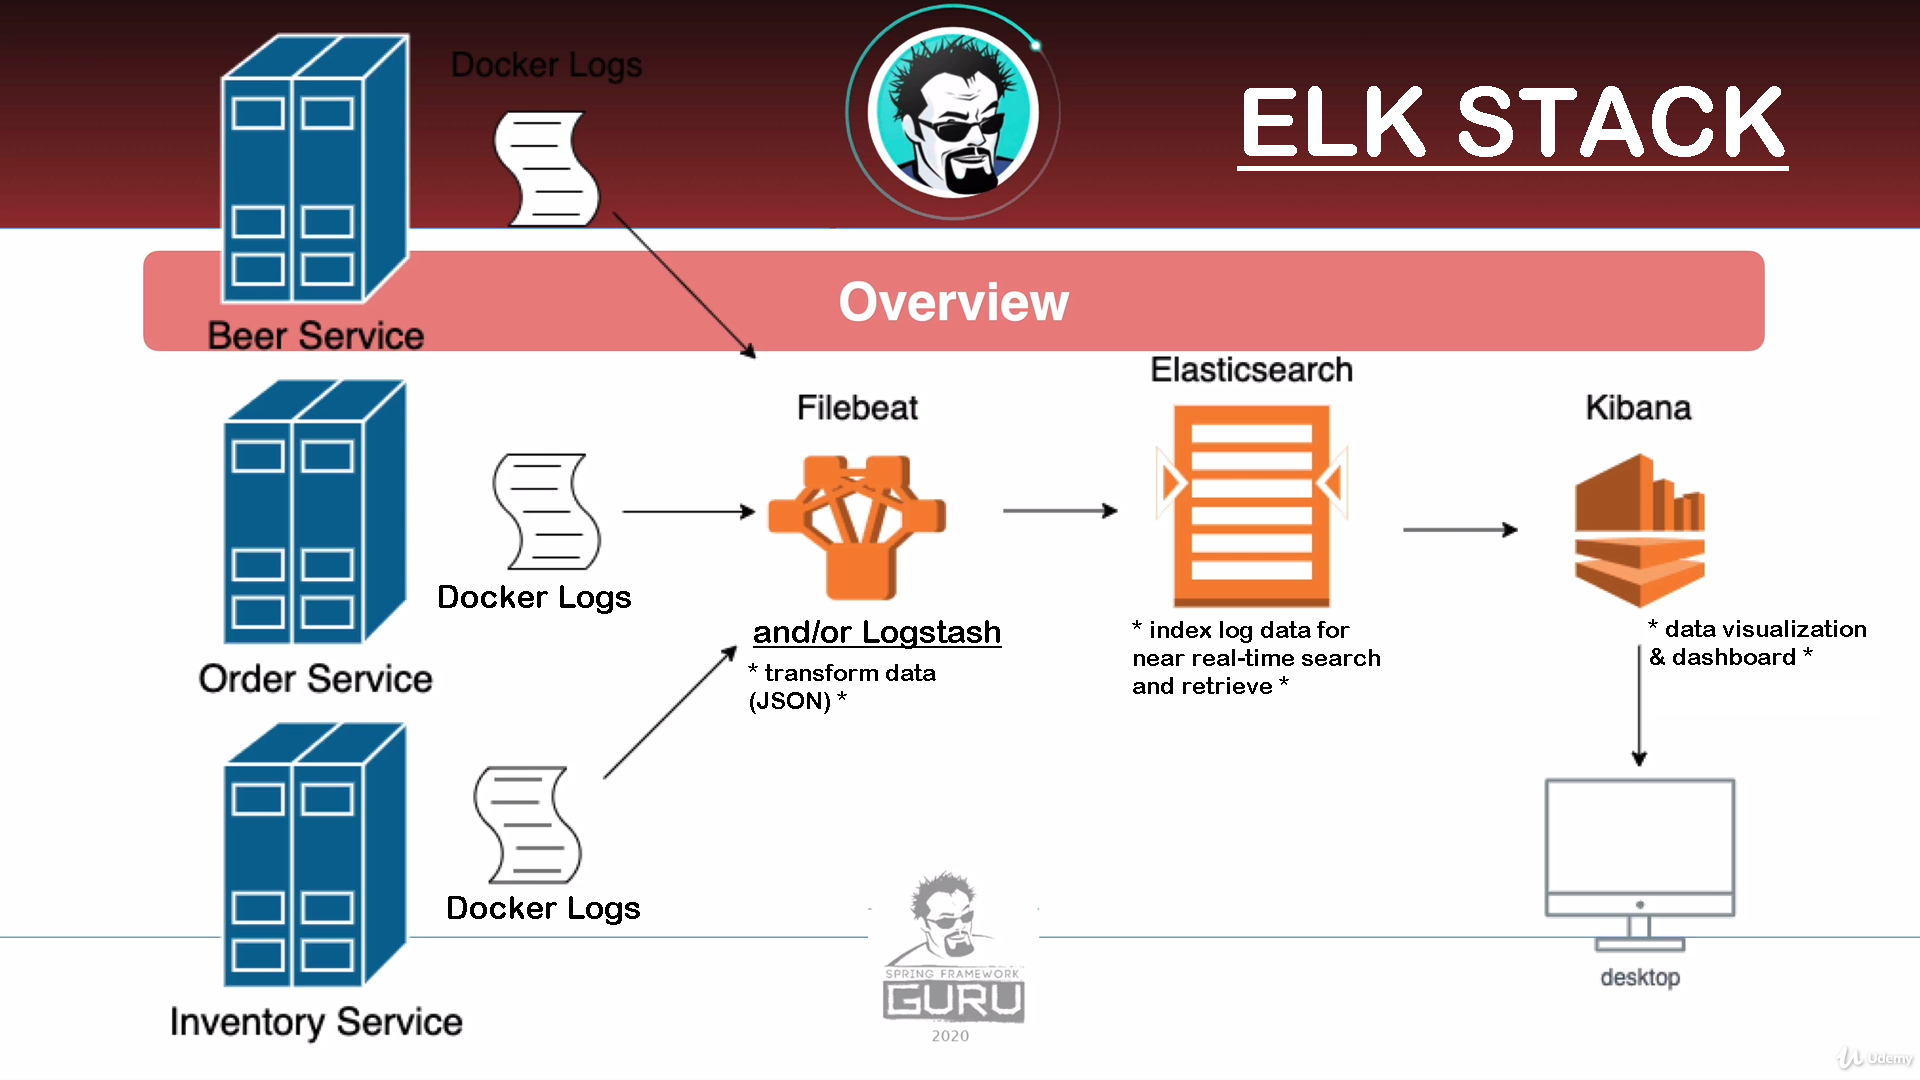 Docker Logs
ELK STACK
Overview
Beer Service
Elasticsearch
Filebeat
Kibana
Docker Logs
and/or Logstash
* transform data
(JSON) *
* index log data for
near real-time search
and retrieve *
* data visualization
& dashboard *
Order Service
Docker Logs
SPRING FRAMEWORK
GURU
2020
desktop
Inventory Service
Udemy